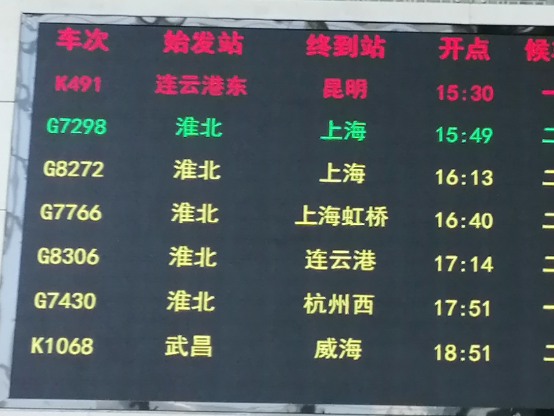 车次 始发站 终到站 开点 候
K491 连云港东 昆明 15:30
G7298 淮北 上海 15:49
G8272 淮北 上海 16:13
G7766 淮北 上海虹桥 16:40
G8306 淮北 连云港 17:14
G7430 淮北 杭州西 17:51
K1068 武昌 威海 18:51